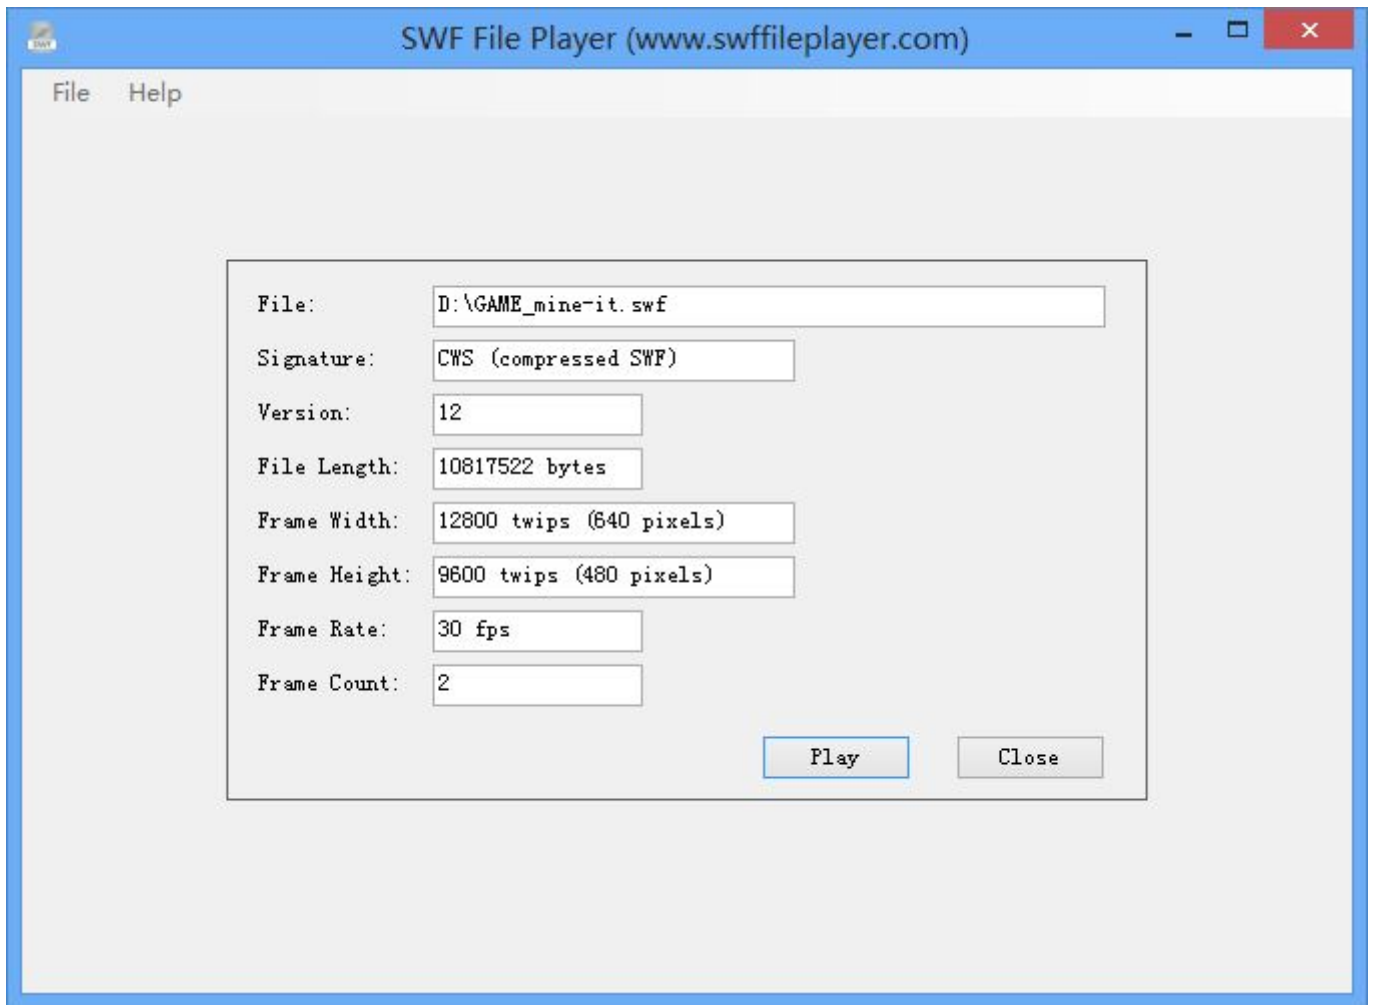 SWF File Player (www.swffileplayer.com)
File Help
File: D:\GAME_mine-it.swf
Signature: CWS (compressed SWF)
Version: 12
File Length: 10817522 bytes
Frame Width: 12800 twips (640 pixels)
Frame Height: 9600 twips (480 pixels)
Frame Rate: 30 fps
Frame Count: 2
Play Close